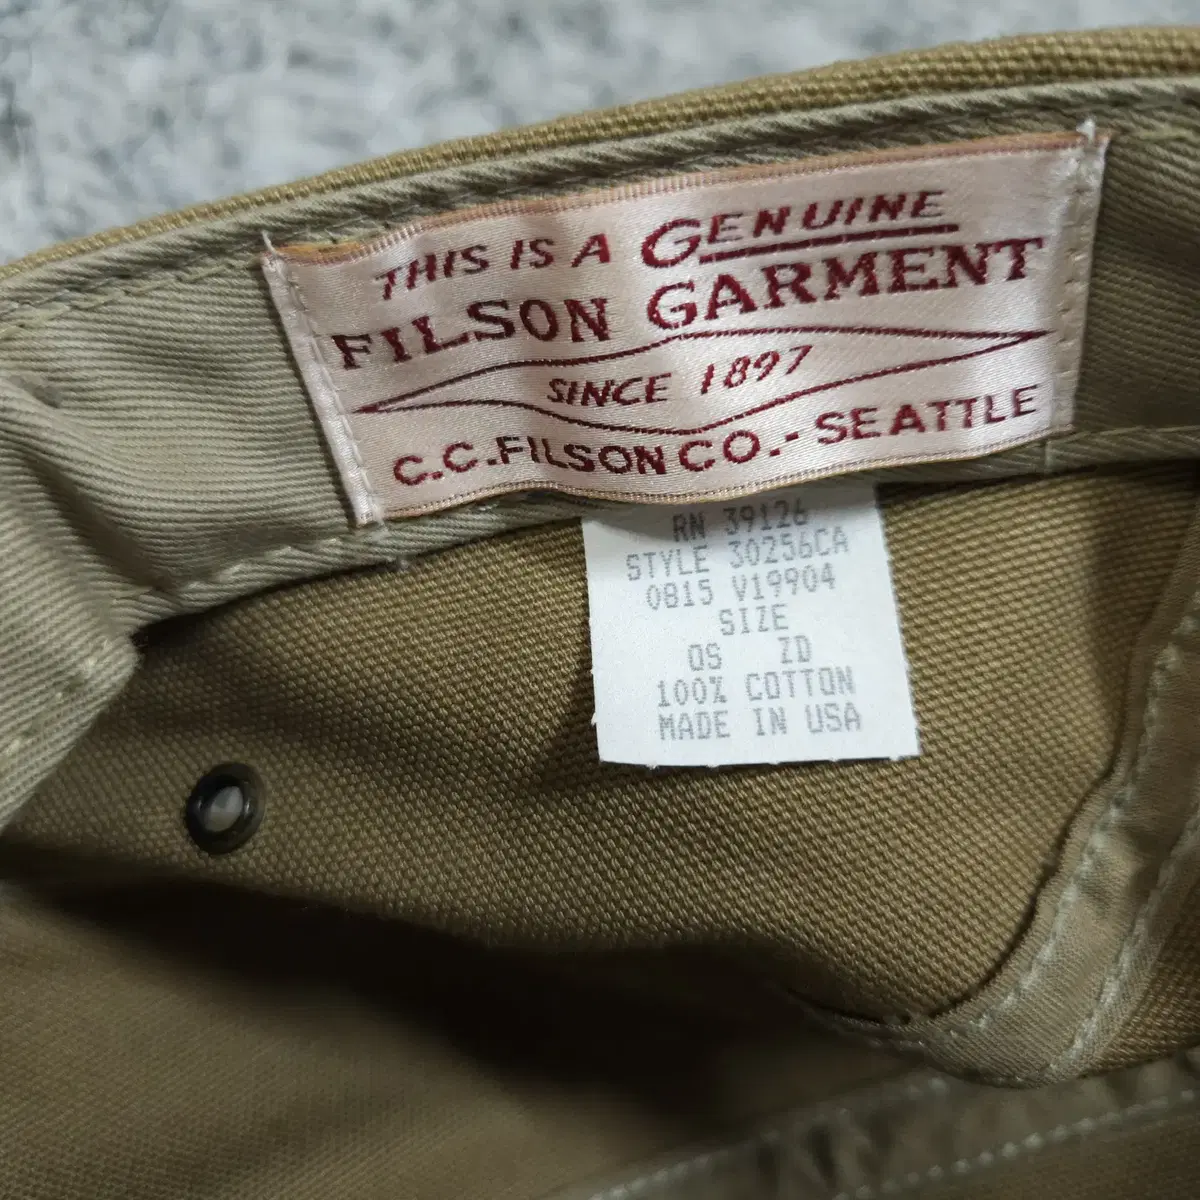 THIS IS A GENUINE
FILSON GARMENT
SINCE 1897
C.C.FILSON CO.- SEATTLE
RN 39126
STYLE 30256CA
0815 V19904
SIZE
OS ZD
100% COTTON
MADE IN USA